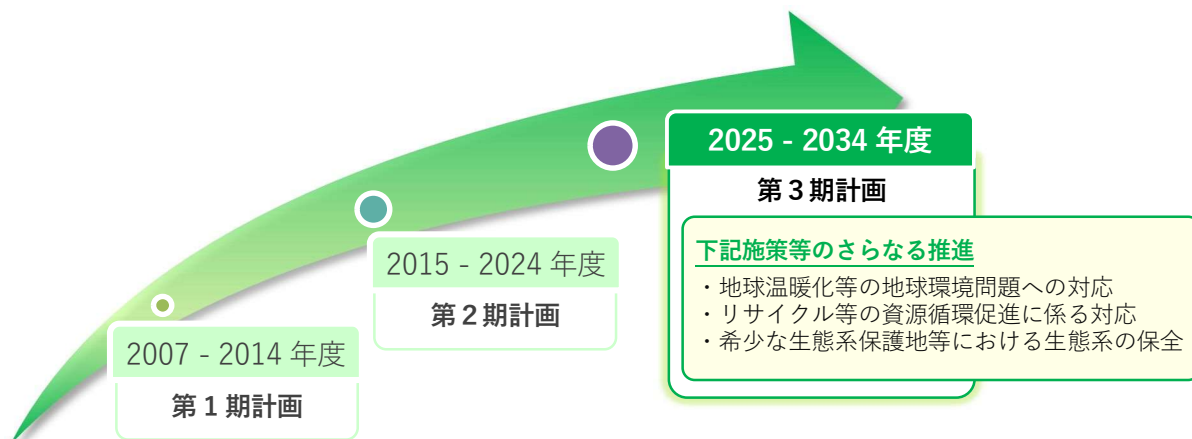 2025 - 2034 年度
第３期計画
下記施策等のさらなる推進
・地球温暖化等の地球環境問題への対応
・リサイクル等の資源循環促進に係る対応
・希少な生態系保護地等における生態系の保全
2015 - 2024 年度
第２期計画
2007 - 2014 年度
第１期計画